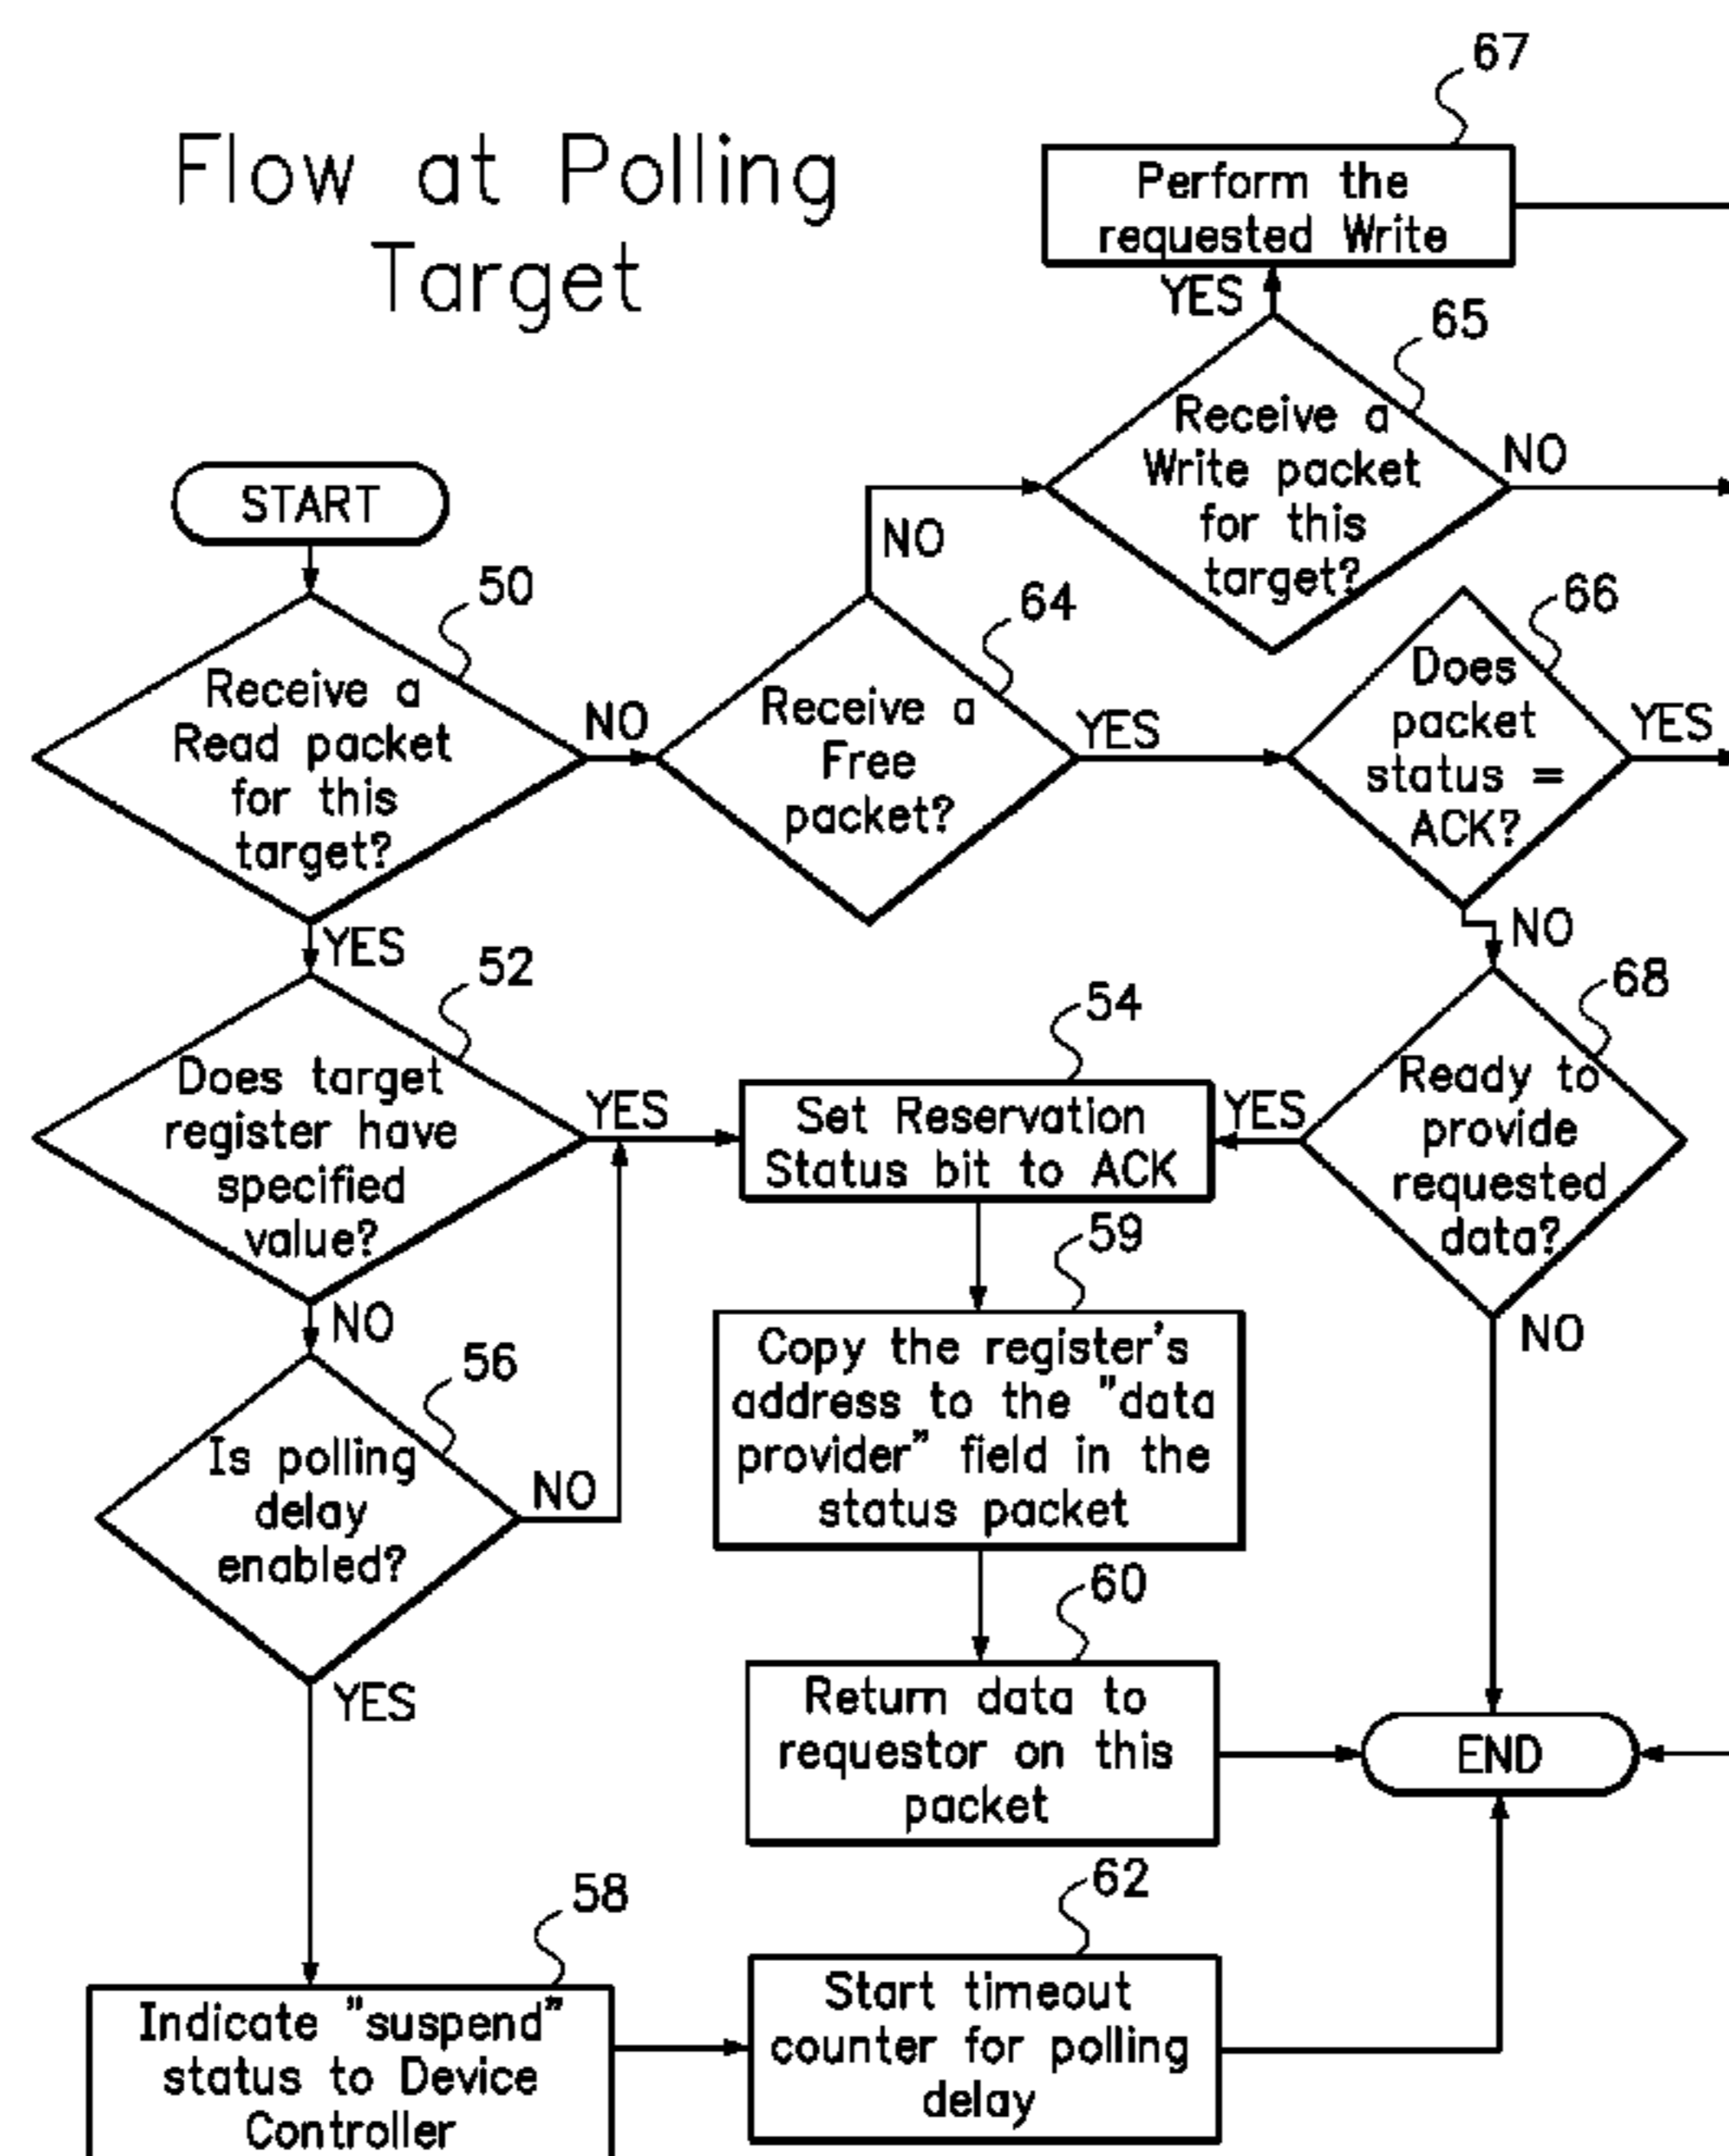 Flow at Polling
Target
67
Perform the
requested Write
YES
65
Receive a
Write packet
for this
target?
NO
START
50
Receive a
Read packet
for this
target?
NO
64
Receive a
Free
packet?
NO
YES
66
Does
packet
status =
ACK?
YES
NO
YES
52
Does target
register have
specified
value?
YES
54
Set Reservation
Status bit to ACK
YES
68
Ready to
provide
requested
data?
NO
NO
56
Is polling
delay
enabled?
NO
YES
59
Copy the register's
address to the "data
provider" field in the
status packet
60
Return data to
requestor on this
packet
END
58
Indicate "suspend"
status to Device
Controller
62
Start timeout
counter for polling
delay